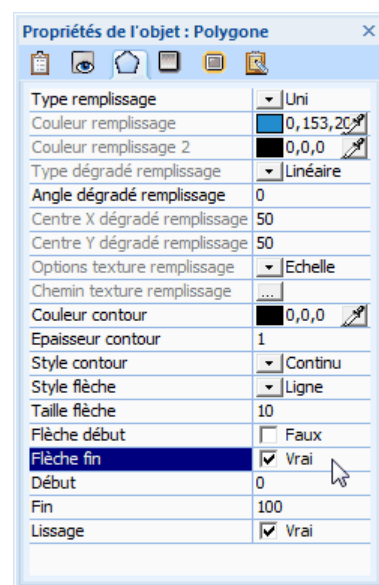 Propriétés de l'objet : Polygone
Type remplissage Uni
Couleur remplissage 0,153,20
Couleur remplissage 2 0,0,0
Type dégradé remplissage Linéaire
Angle dégradé remplissage 0
Centre X dégradé remplissage 50
Centre Y dégradé remplissage 50
Options texture remplissage Echelle
Chemin texture remplissage ...
Couleur contour 0,0,0
Epaisseur contour 1
Style contour Continu
Style flèche Ligne
Taille flèche 10
Flèche début Faux
Flèche fin Vrai
Début 0
Fin 100
Lissage Vrai